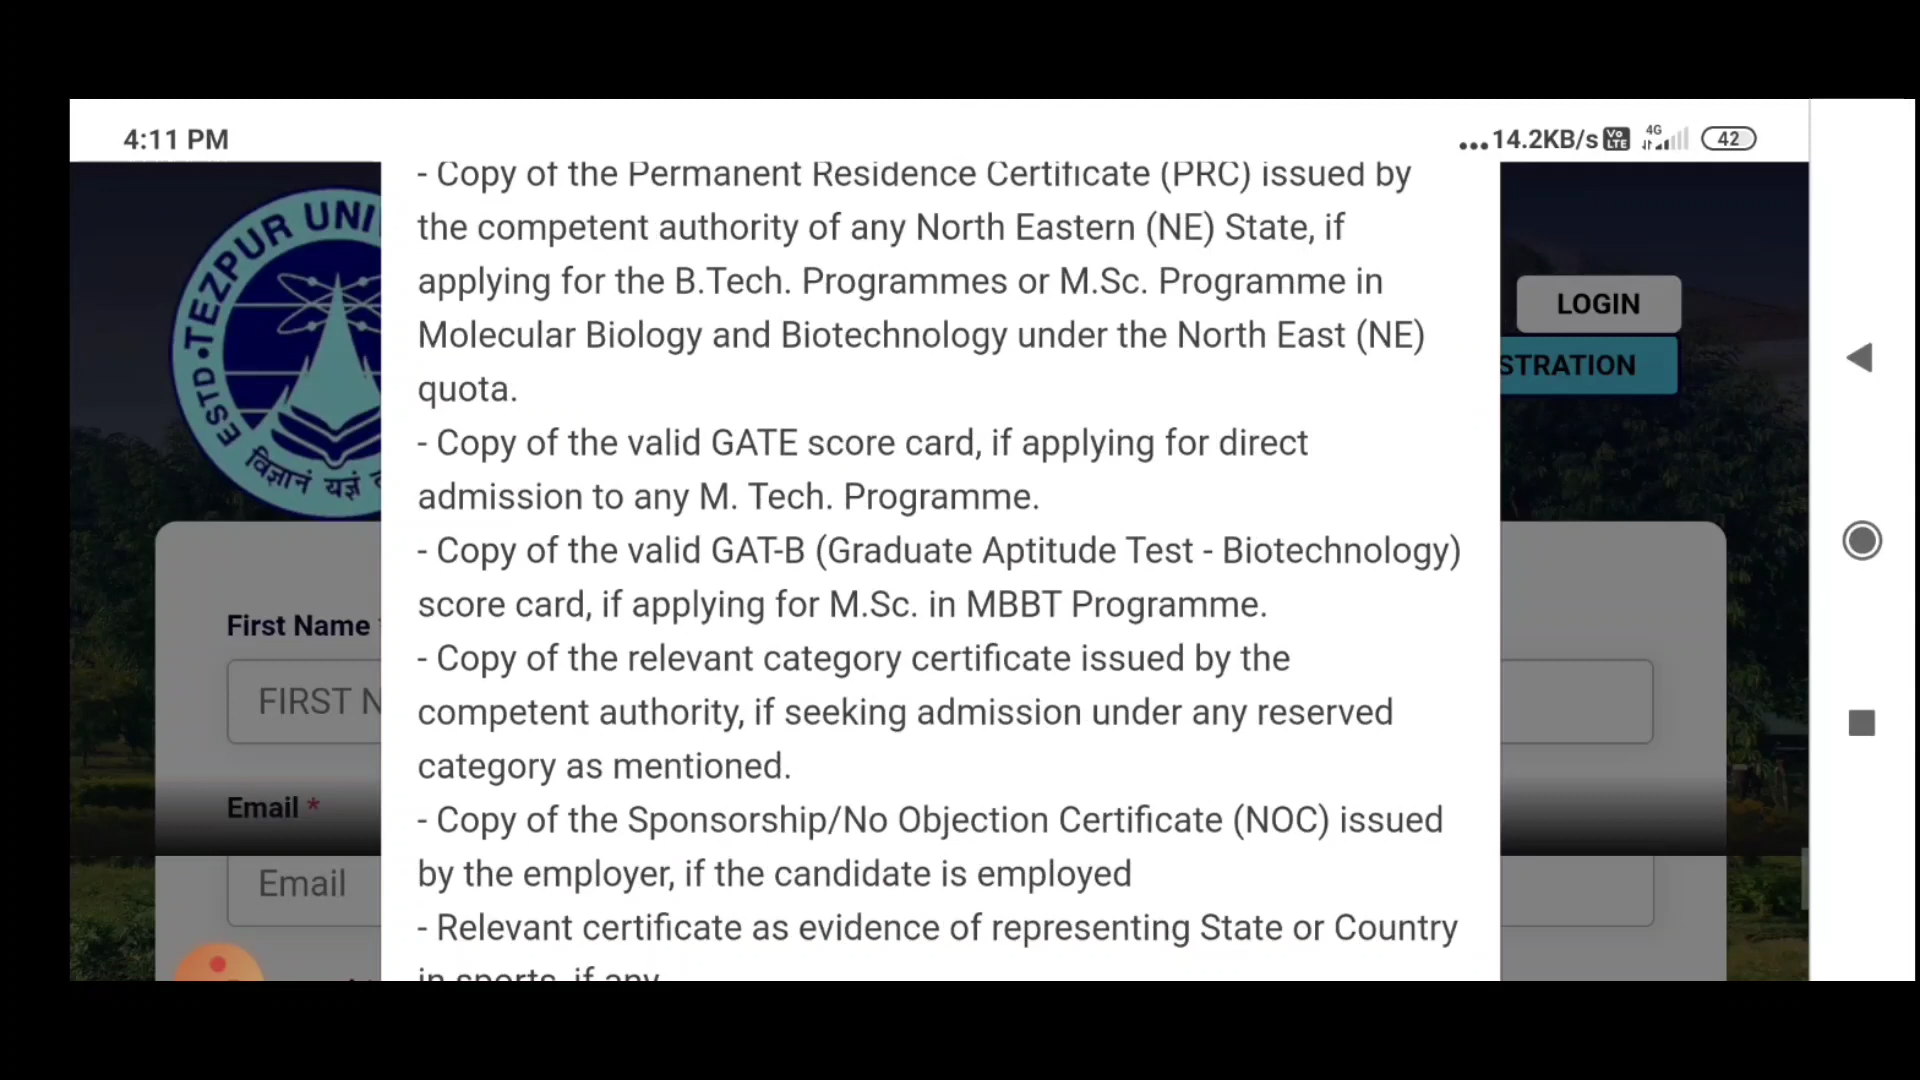 4:11 PM
14.2KB/s Vo LTE 4G 42
- Copy of the Permanent Residence Certificate (PRC) issued by
the competent authority of any North Eastern (NE) State, if
applying for the B.Tech. Programmes or M.Sc. Programme in
Molecular Biology and Biotechnology under the North East (NE)
quota.
- Copy of the valid GATE score card, if applying for direct
admission to any M. Tech. Programme.
- Copy of the valid GAT-B (Graduate Aptitude Test - Biotechnology)
score card, if applying for M.Sc. in MBBT Programme.
- Copy of the relevant category certificate issued by the
competent authority, if seeking admission under any reserved
category as mentioned.
- Copy of the Sponsorship/No Objection Certificate (NOC) issued
by the employer, if the candidate is employed
- Relevant certificate as evidence of representing State or Country
in sports, if any
ESTD • TEZPUR UNI
विज्ञानं यज्ञं
LOGIN
STRATION
First Name
FIRST N
Email *
Email